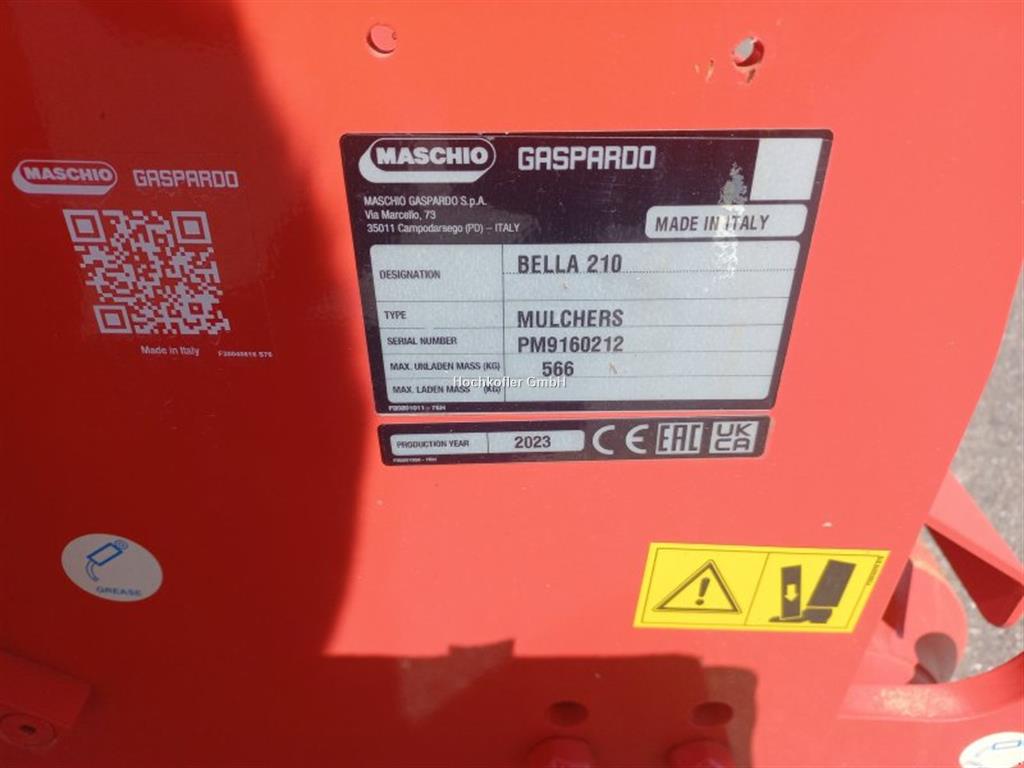 MASCHIO GASPARDO
MASCHIO GASPARDO S.p.A.
Via Marcello, 73
35011 Campodarsego (PD) – ITALY
MADE IN ITALY
DESIGNATION BELLA 210
TYPE MULCHERS
SERIAL NUMBER PM9160212
MAX. UNLADEN MASS (KG) 566
MAX. LADEN MASS (KG)
Hochkofler GmbH
PRODUCTION YEAR 2023 CE EAC UKCA
MASCHIO GASPARDO
Made in Italy
GREASE